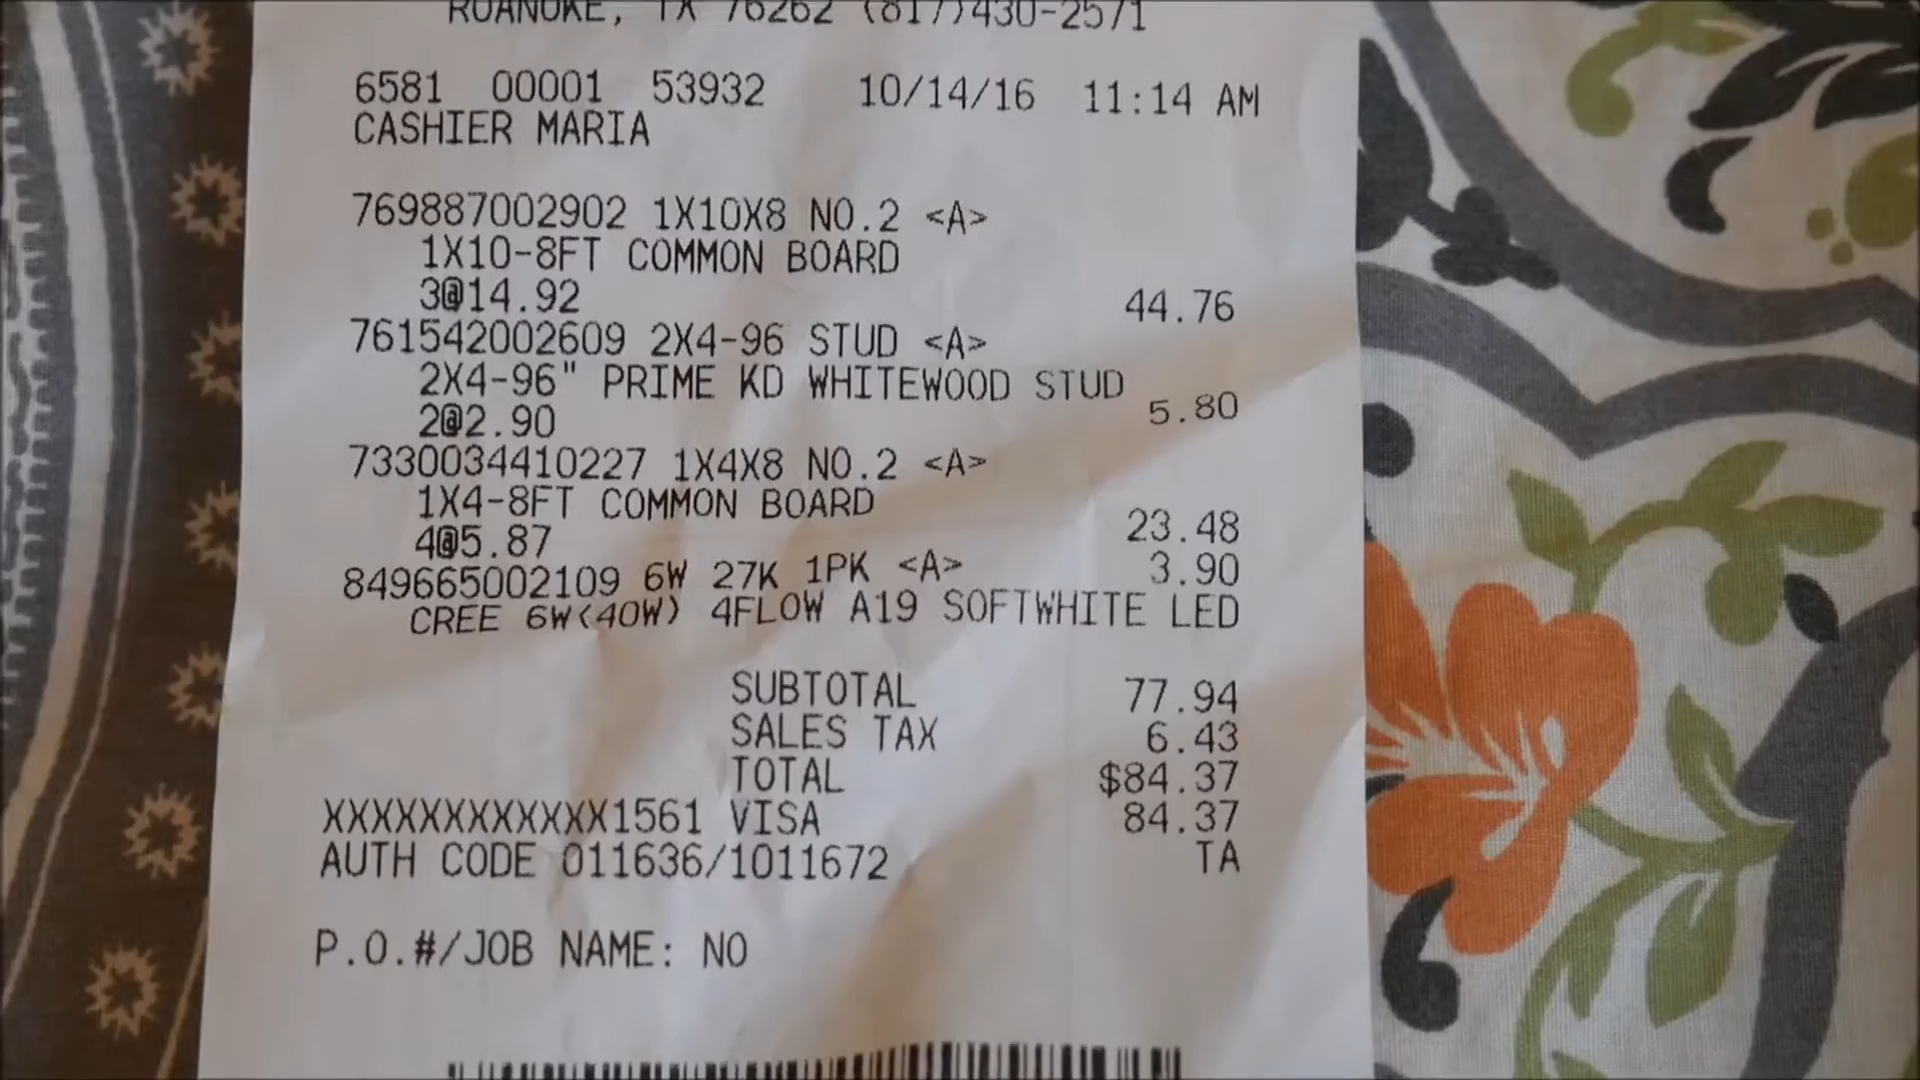 ROANOKE, TX 76262 (817)430-2571
6581 00001 53932 10/14/16 11:14 AM
CASHIER MARIA
769887002902 1X10X8 NO.2 <A>
1X10-8FT COMMON BOARD
3@14.92 44.76
761542002609 2X4-96 STUD <A>
2X4-96" PRIME KD WHITEWOOD STUD
2@2.90 5.80
7330034410227 1X4X8 NO.2 <A>
1X4-8FT COMMON BOARD
4@5.87 23.48
849665002109 6W 27K 1PK <A> 3.90
CREE 6W(40W) 4FLOW A19 SOFTWHITE LED
SUBTOTAL 77.94
SALES TAX 6.43
TOTAL $84.37
XXXXXXXXXXXX1561 VISA 84.37
AUTH CODE 011636/1011672 TA
P.O.#/JOB NAME: NO